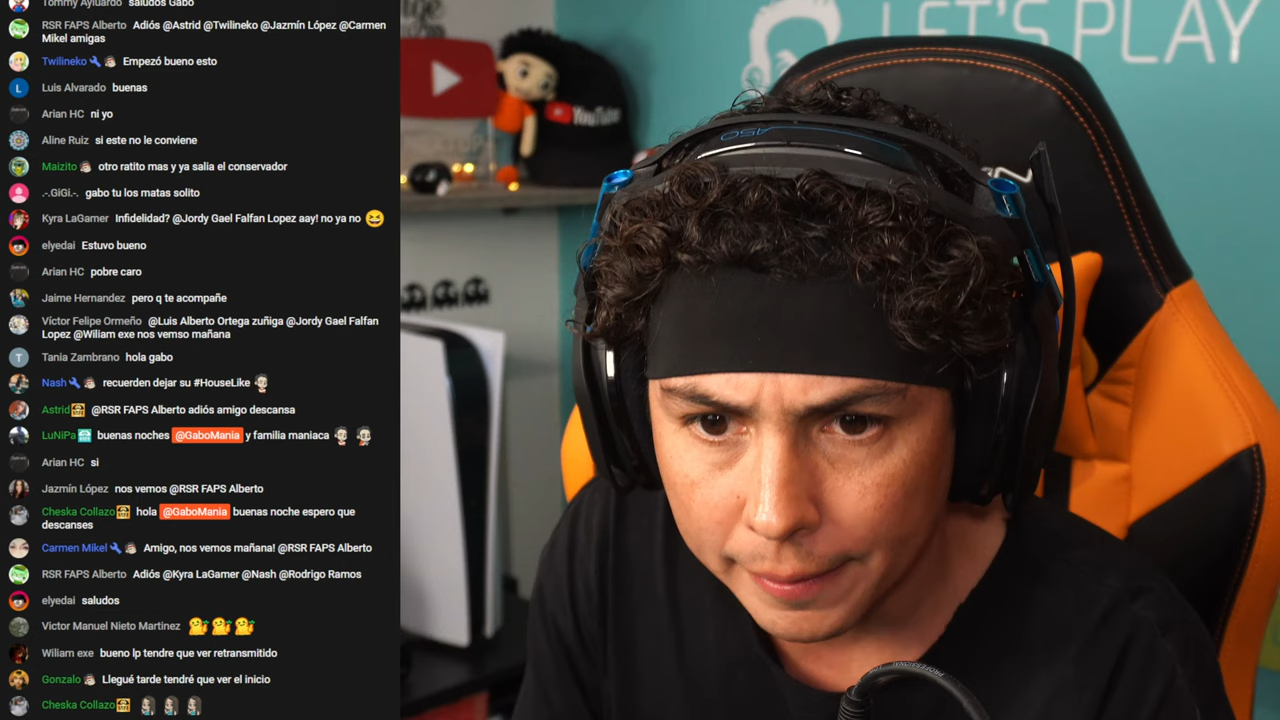 Tommy Ayluardo saludos Gabo
RSR FAPS Alberto Adiós @Astrid @Twilineko @Jazmín López @Carmen
Mikel amigas
Twilineko Empezó bueno esto
L Luis Alvarado buenas
Arian HC ni yo
Aline Ruiz si este no le conviene
Maizito otro ratito mas y ya salia el conservador
.-.GiGi.-. gabo tu los matas solito
Kyra LaGamer Infidelidad? @Jordy Gael Falfan Lopez aay! no ya no
elyedai Estuvo bueno
Arian HC pobre caro
Jaime Hernandez pero q te acompañe
Víctor Felipe Ormeño @Luis Alberto Ortega zuñiga @Jordy Gael Falfan
Lopez @Wiliam exe nos vemso mañana
T Tania Zambrano hola gabo
Nash recuerden dejar su #HouseLike
Astrid @RSR FAPS Alberto adiós amigo descansa
LuNiPa buenas noches @GaboMania y familia maniaca
Arian HC si
Jazmín López nos vemos @RSR FAPS Alberto
Cheska Collazo hola @GaboMania buenas noche espero que
descanses
Carmen Mikel Amigo, nos vemos mañana! @RSR FAPS Alberto
RSR FAPS Alberto Adiós @Kyra LaGamer @Nash @Rodrigo Ramos
elyedai saludos
Victor Manuel Nieto Martinez
Wiliam exe bueno lp tendre que ver retransmitido
Gonzalo Llegué tarde tendré que ver el inicio
Cheska Collazo
LET'S PLAY
YouTube
A50
PROFESSIONAL